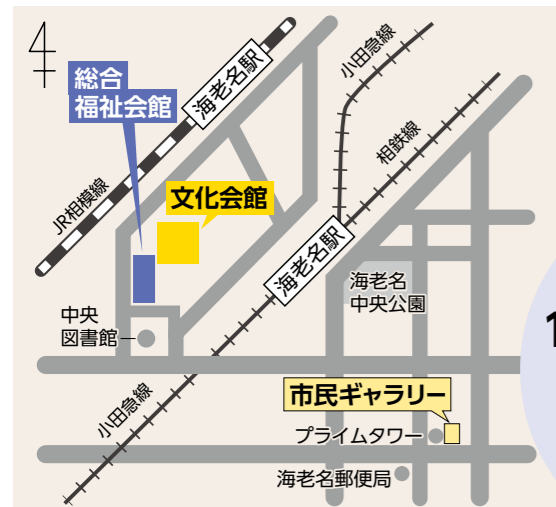 総合
福祉会館
海老名駅
小田急線
相鉄線
JR相模線
文化会館
海老名駅
海老名
中央公園
中央
図書館
小田急線
市民ギャラリー
プライムタワー
海老名郵便局
1